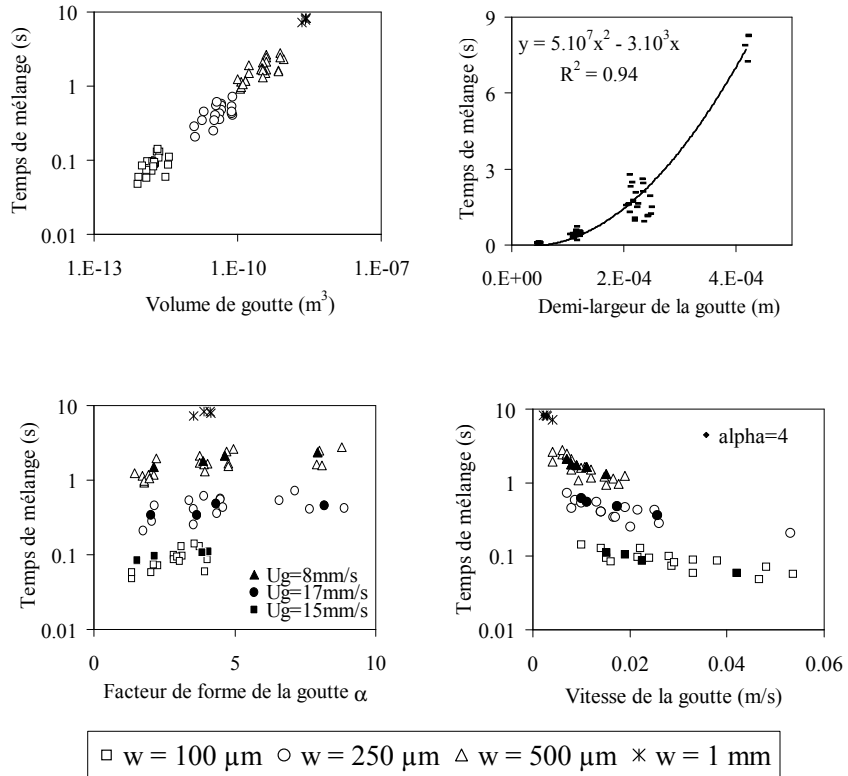 Temps de mélange (s)
10
1
0.1
0.01
1.E-13
1.E-10
1.E-07
Volume de goutte (m³)
Temps de mélange (s)
9
6
3
0
y = 5.10⁷x² - 3.10³x
R² = 0.94
0.E+00
2.E-04
4.E-04
Demi-largeur de la goutte (m)
Temps de mélange (s)
10
1
0.1
0.01
Ug=8mm/s
Ug=17mm/s
Ug=15mm/s
0
5
10
Facteur de forme de la goutte α
Temps de mélange (s)
10
1
0.1
0.01
alpha=4
0
0.02
0.04
0.06
Vitesse de la goutte (m/s)
w = 100 µm w = 250 µm w = 500 µm w = 1 mm